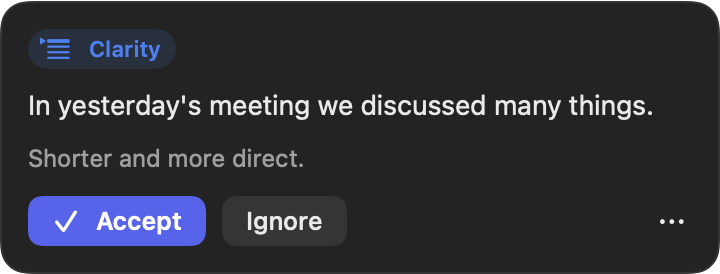 Clarity
In yesterday's meeting we discussed many things.
Shorter and more direct.
Accept Ignore